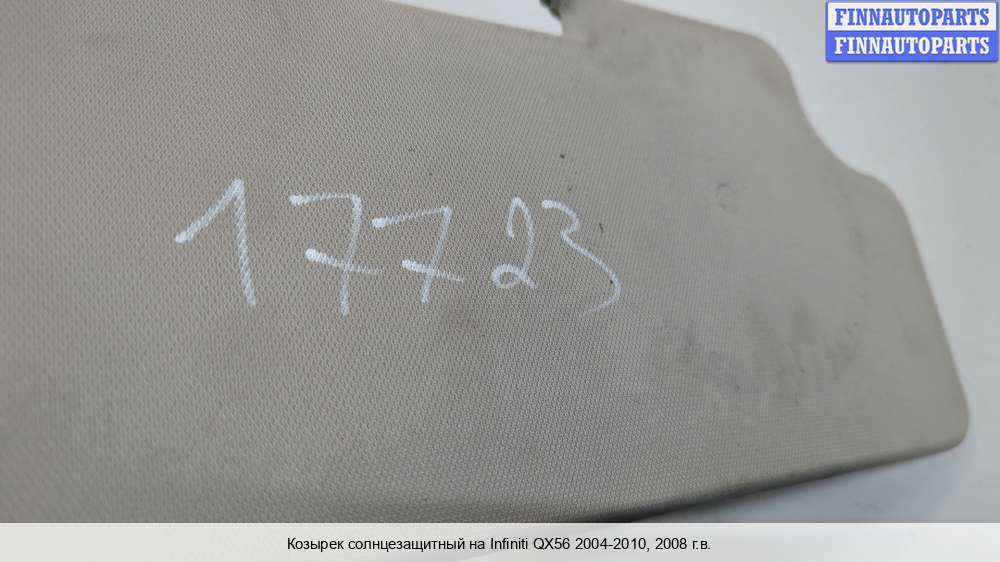 FINNAUTOPARTS
FINNAUTOPARTS
17723
Козырек солнцезащитный на Infiniti QX56 2004-2010, 2008 г.в.